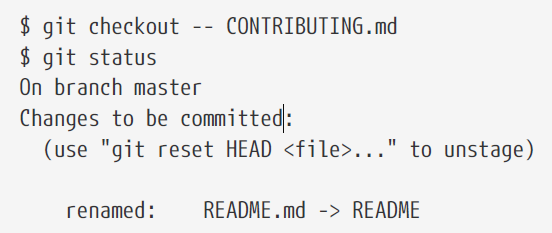 $ git checkout -- CONTRIBUTING.md
$ git status
On branch master
Changes to be committed:
  (use "git reset HEAD <file>..." to unstage)

    renamed:    README.md -> README